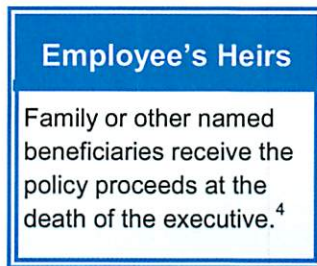 Employee's Heirs
Family or other named
beneficiaries receive the
policy proceeds at the
death of the executive.4